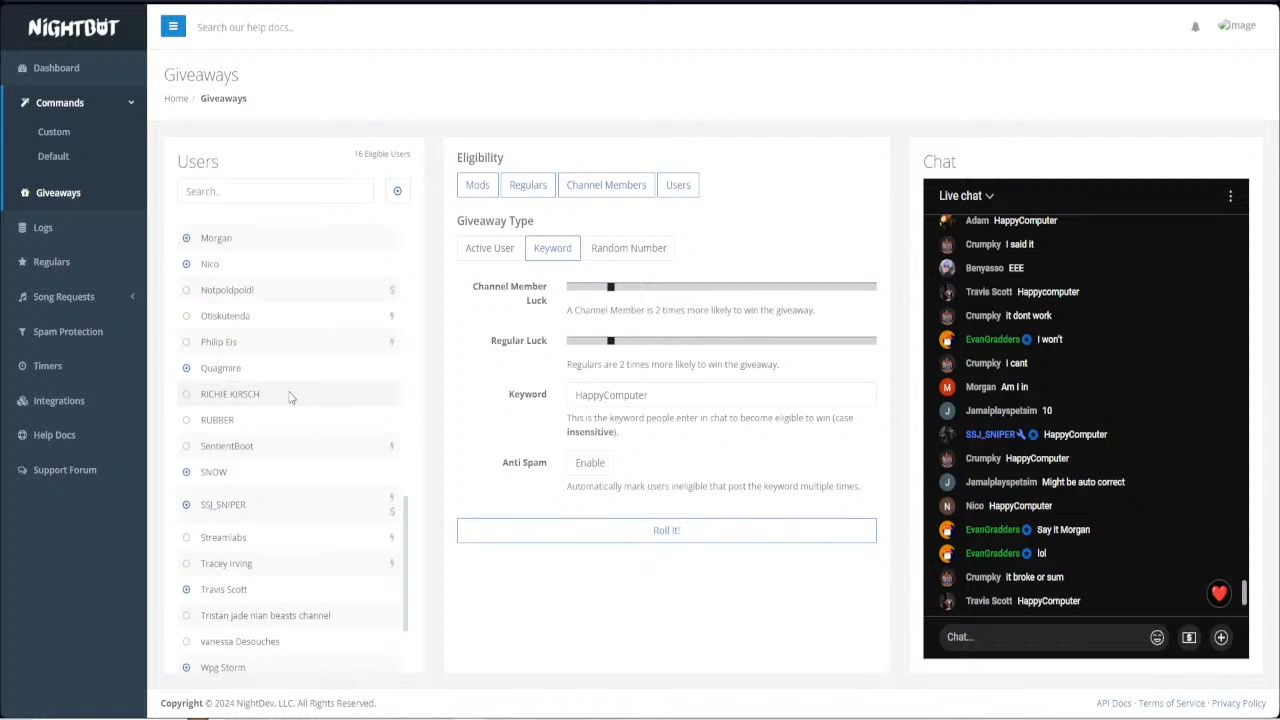 NiGHTBOT
Search our help docs..
image
Dashboard
Commands
Custom
Default
Giveaways
Logs
Regulars
Song Requests
Spam Protection
Timers
Integrations
Help Docs
Support Forum
Giveaways
Home / Giveaways
Users
16 Eligible Users
Search..
Morgan
Nico
Notpoldpoldl $
Otiskutenda
Philip Eis
Quagmire
RICHIE KIRSCH
RUBBER
SentientBoot
SNOW
SSJ_SNIPER $
Streamlabs
Tracey Irving
Travis Scott
Tristan jade nian beasts channel
vanessa Desouches
Wpg Storm
Eligibility
Mods Regulars Channel Members Users
Giveaway Type
Active User Keyword Random Number
Channel Member
Luck
A Channel Member is 2 times more likely to win the giveaway.
Regular Luck
Regulars are 2 times more likely to win the giveaway.
Keyword HappyComputer
This is the keyword people enter in chat to become eligible to win (case
insensitive).
Anti Spam Enable
Automatically mark users ineligible that post the keyword multiple times.
Roll It!
Chat
Live chat
Adam HappyComputer
Crumpky I said it
Benyasso EEE
Travis Scott Happycomputer
Crumpky it dont work
EvanGradders I won't
Crumpky I cant
M Morgan Am I in
J Jamalplayspetsim 10
SSJ_SNIPER HappyComputer
Crumpky HappyComputer
J Jamalplayspetsim Might be auto correct
N Nico HappyComputer
EvanGradders Say it Morgan
EvanGradders lol
Crumpky it broke or sum
Travis Scott HappyComputer
Chat...
Copyright © 2024 NightDev, LLC. All Rights Reserved.
API Docs · Terms of Service · Privacy Policy